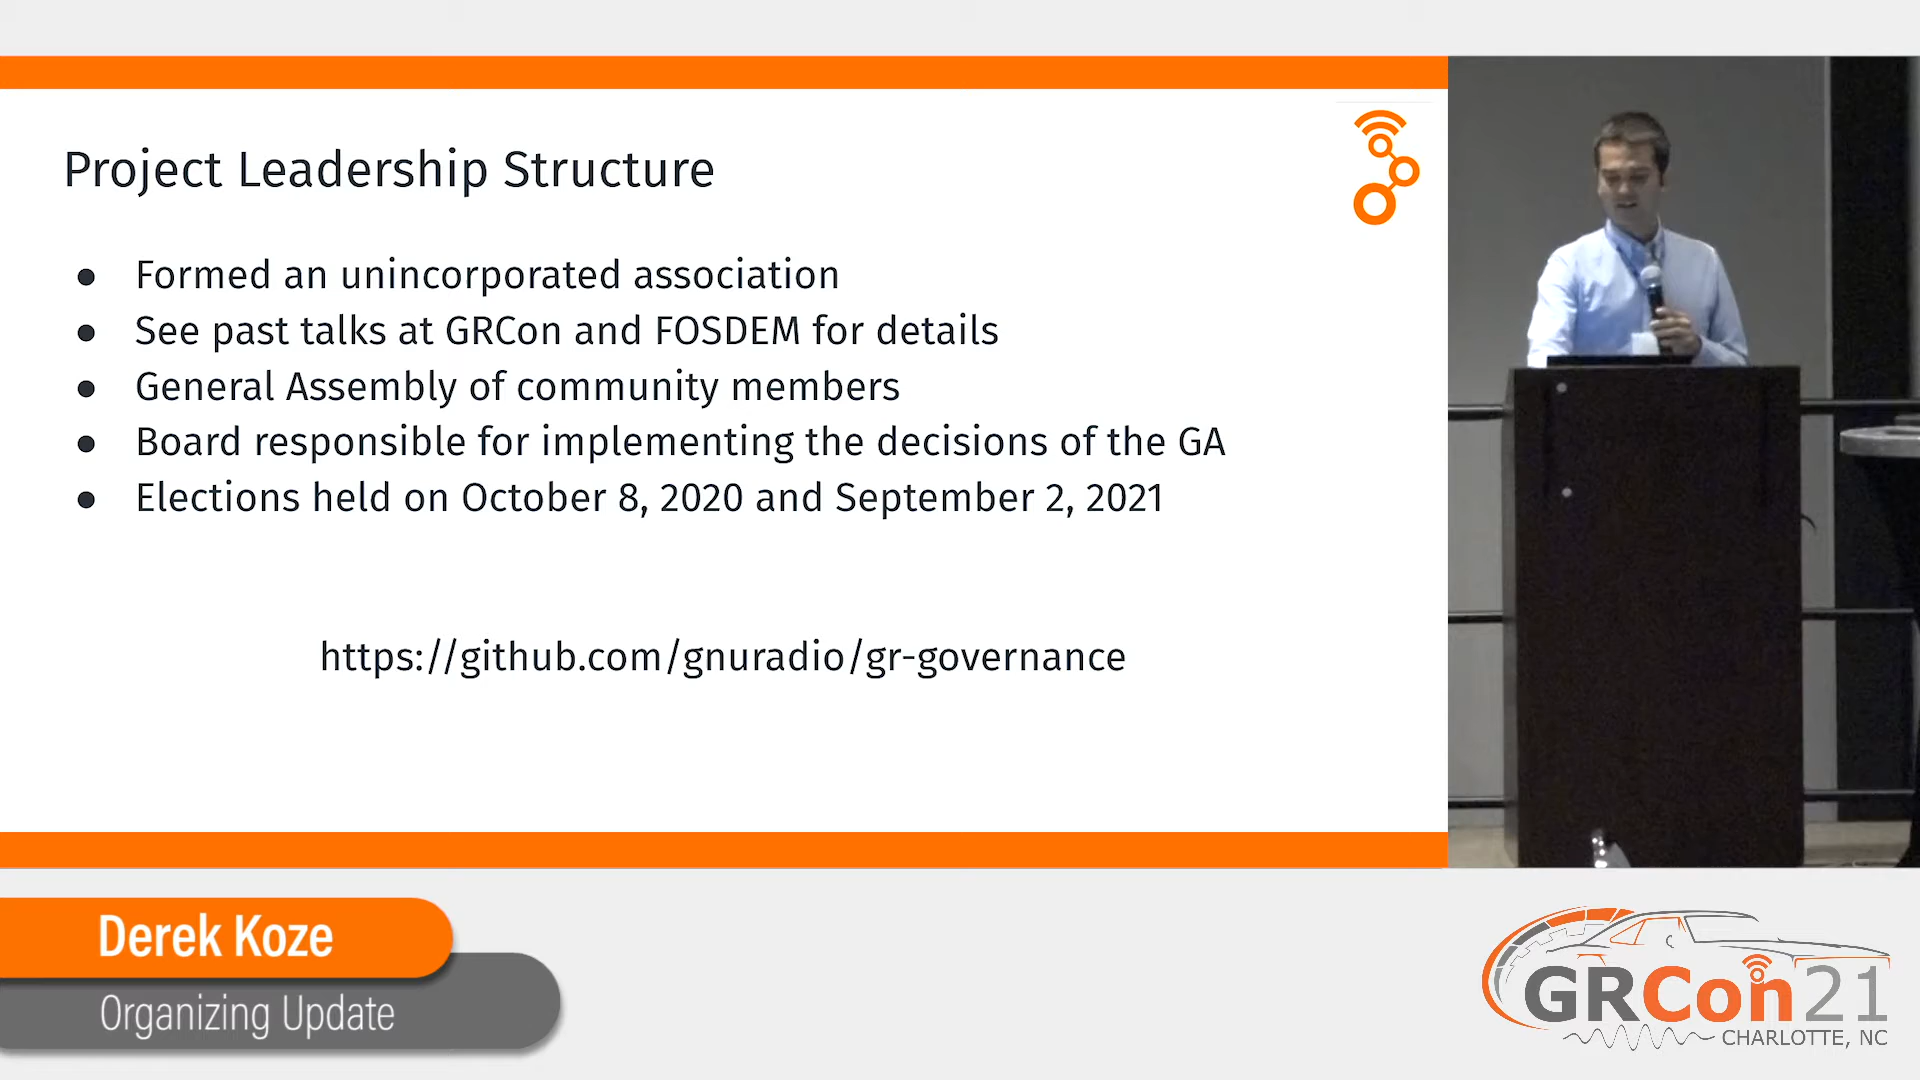 Project Leadership Structure
● Formed an unincorporated association
● See past talks at GRCon and FOSDEM for details
● General Assembly of community members
● Board responsible for implementing the decisions of the GA
● Elections held on October 8, 2020 and September 2, 2021
https://github.com/gnuradio/gr-governance
Derek Koze
Organizing Update
GRCon21
CHARLOTTE, NC